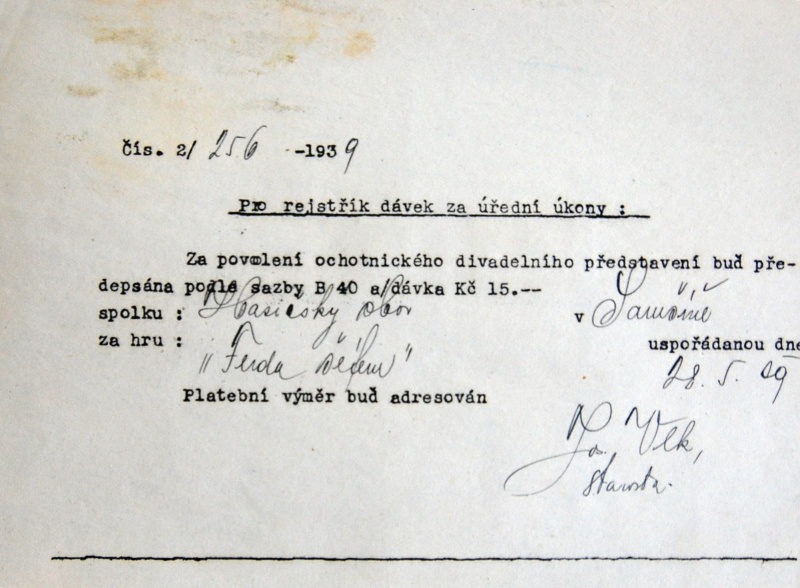 Čís. 2/ 256 -1939
Pro rejstřík dávek za úřední úkony :
Za povolení ochotnického divadelního představení buď pře-
depsána podle sazby B 40 a/dávka Kč 15.--
spolku : Hasičský sbor v
za hru : uspořádanou dne
"Ferda 28. 5. 39
Platební výměr buď adresován
Jos. Vlk,
starosta.